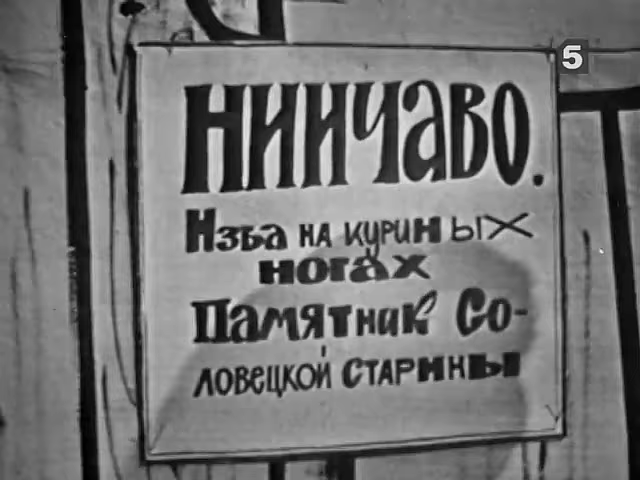 5
НИИЧАВО.
Изба на куриных
ногах
Памятник Со-
ловецкой старины